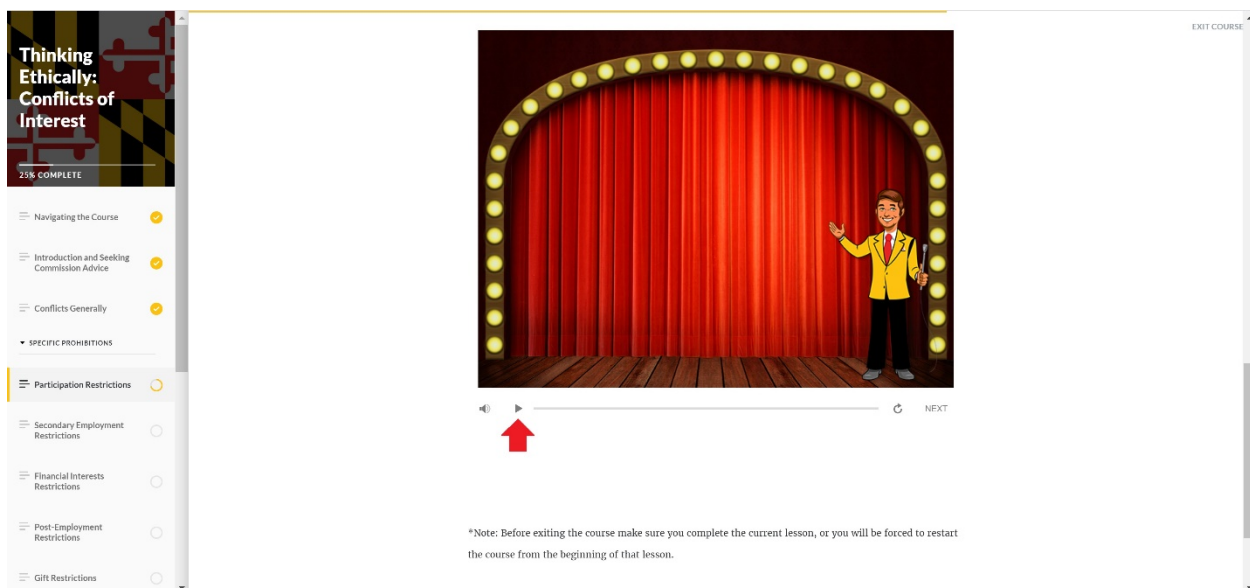 EXIT COURSE
Thinking
Ethically:
Conflicts of
Interest
25% COMPLETE
Navigating the Course
Introduction and Seeking
Commission Advice
Conflicts Generally
SPECIFIC PROHIBITIONS
Participation Restrictions
Secondary Employment
Restrictions
Financial Interests
Restrictions
Post-Employment
Restrictions
Gift Restrictions
NEXT
*Note: Before exiting the course make sure you complete the current lesson, or you will be forced to restart
the course from the beginning of that lesson.